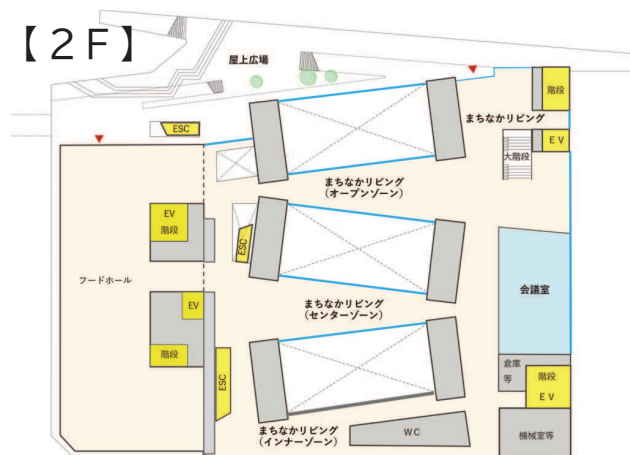 【２Ｆ】
屋上広場
階段
まちなかリビング
ESC
EV
大階段
まちなかリビング
(オープンゾーン)
EV
階段
ESC
フードホール
会議室
まちなかリビング
(センターゾーン)
EV
階段
ESC
倉庫
等
階段
EV
まちなかリビング
(インナーゾーン)
WC
機械室等